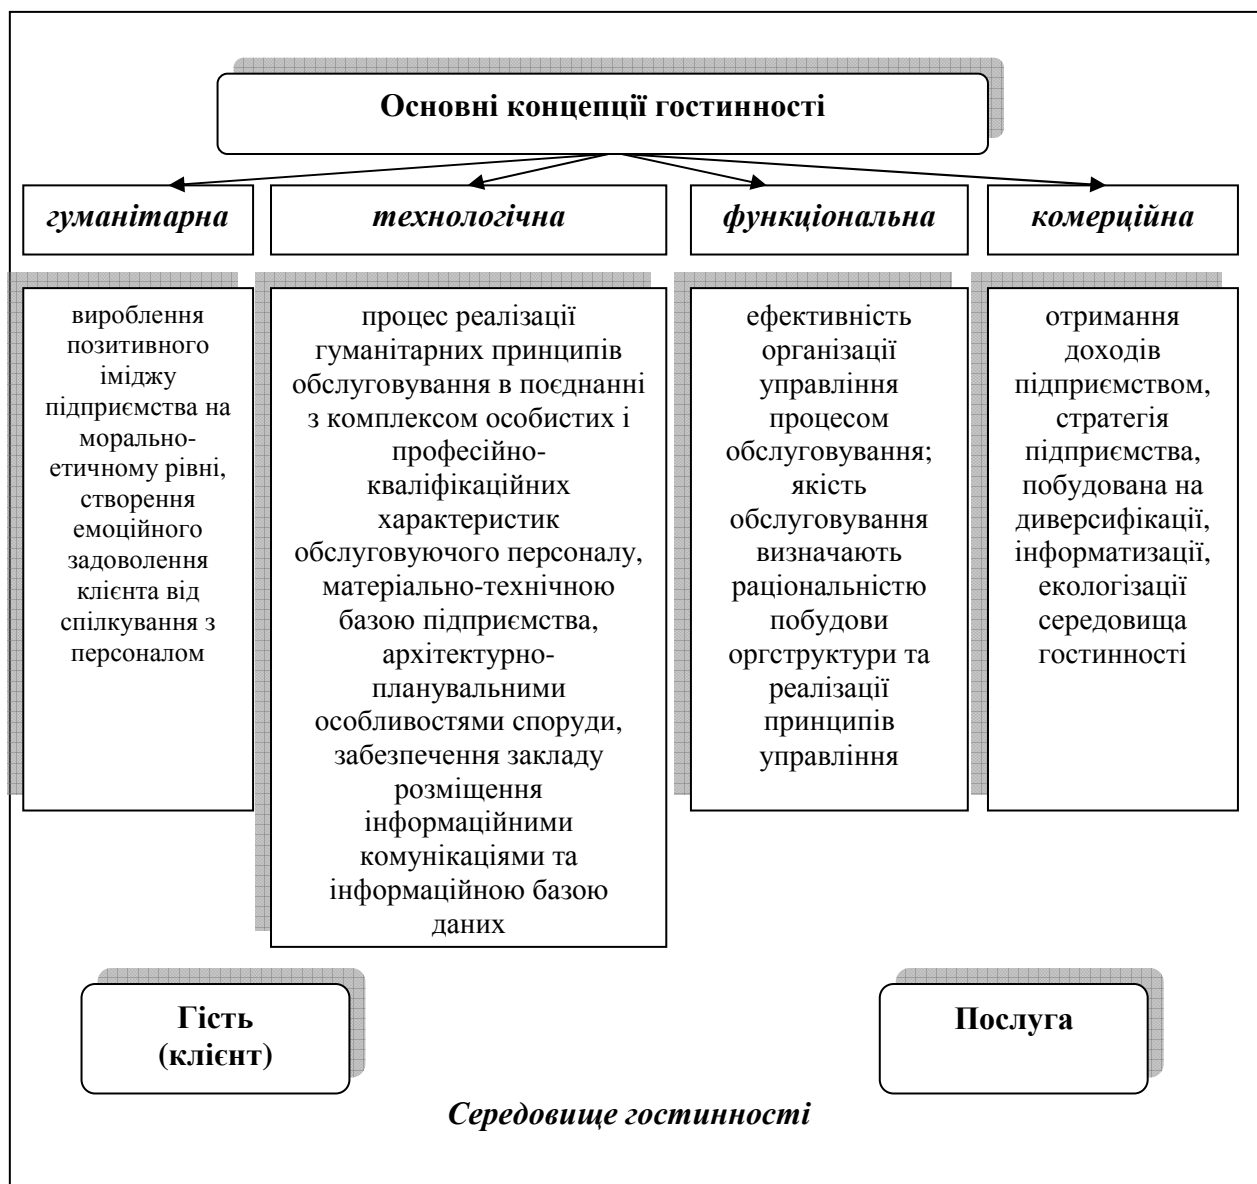 Основні концепції гостинності
гуманітарна
технологічна
функціональна
комерційна
вироблення
позитивного
іміджу
підприємства на
морально-
етичному рівні,
створення
емоційного
задоволення
клієнта від
спілкування з
персоналом
процес реалізації
гуманітарних принципів
обслуговування в поєднанні
з комплексом особистих і
професійно-
кваліфікаційних
характеристик
обслуговуючого персоналу,
матеріально-технічною
базою підприємства,
архітектурно-
планувальними
особливостями споруди,
забезпечення закладу
розміщення
інформаційними
комунікаціями та
інформаційною базою
даних
ефективність
організації
управління
процесом
обслуговування;
якість
обслуговування
визначають
раціональністю
побудови
оргструктури та
реалізації
принципів
управління
отримання
доходів
підприємством,
стратегія
підприємства,
побудована на
диверсифікації,
інформатизації,
екологізації
середовища
гостинності
Гість
(клієнт)
Послуга
Середовище гостинності